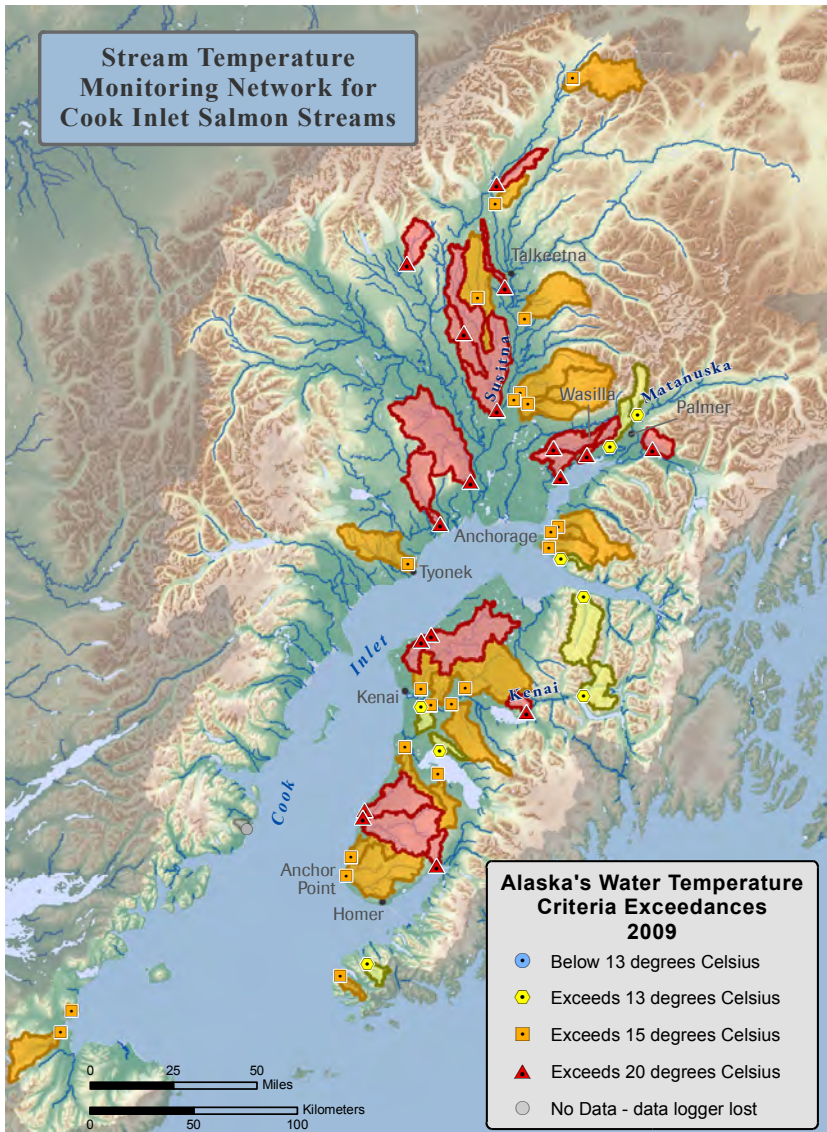 Stream Temperature
Monitoring Network for
Cook Inlet Salmon Streams
Talkeetna
Susitna
Matanuska
Wasilla
Palmer
Anchorage
Tyonek
Inlet
Kenai
Kenai
Cook
Anchor
Point
Homer
Alaska's Water Temperature
Criteria Exceedances
2009
Below 13 degrees Celsius
Exceeds 13 degrees Celsius
Exceeds 15 degrees Celsius
Exceeds 20 degrees Celsius
No Data - data logger lost
0 25 50
Miles
Kilometers
0 50 100